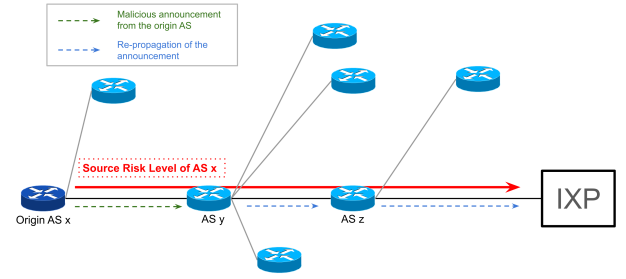 Malicious announcement
from the origin AS
Re-propagation of the
announcement
Source Risk Level of AS x
Origin AS x
AS y
AS z
IXP